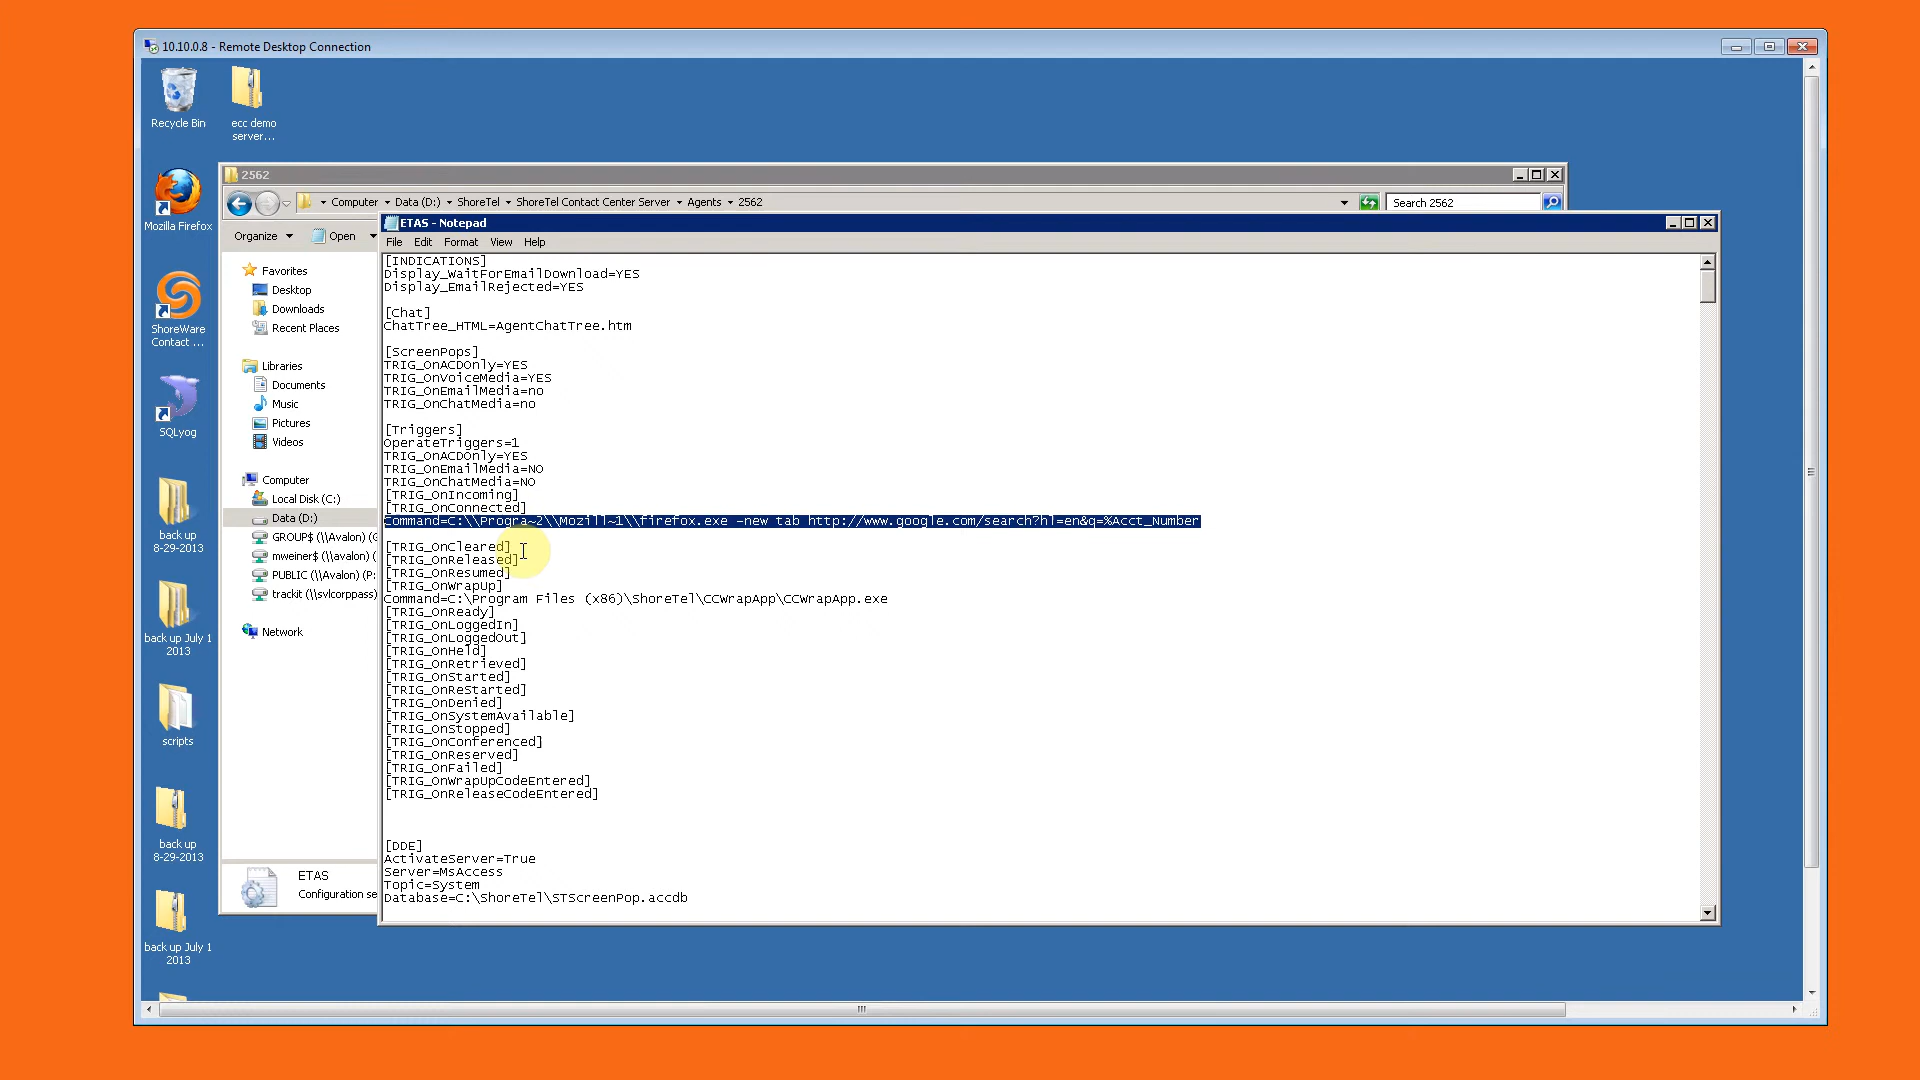 10.10.0.8 - Remote Desktop Connection
Recycle Bin
ecc demo
server...
Mozilla Firefox
ShoreWare
Contact ...
SQLyog
back up
8-29-2013
back up July 1
2013
scripts
back up
8-29-2013
back up July 1
2013
2562
Computer
Data (D:)
ShoreTel
ShoreTel Contact Center Server
Agents
2562
Search 2562
Organize
Open
Favorites
Desktop
Downloads
Recent Places
Libraries
Documents
Music
Pictures
Videos
Computer
Local Disk (C:)
Data (D:)
GROUP$ (\\Avalon) (G
mweiner$ (\\avalon) (
PUBLIC (\\Avalon) (P:
trackit (\\svlcorppass)
Network
ETAS
Configuration se
ETAS - Notepad
File Edit Format View Help
[INDICATIONS]
Display_WaitForEmailDownload=YES
Display_EmailRejected=YES
[Chat]
ChatTree_HTML=AgentChatTree.htm
[ScreenPops]
TRIG_OnACDOnly=YES
TRIG_OnVoiceMedia=YES
TRIG_OnEmailMedia=no
TRIG_OnChatMedia=no
[Triggers]
OperateTriggers=1
TRIG_OnACDOnly=YES
TRIG_OnEmailMedia=NO
TRIG_OnChatMedia=NO
[TRIG_OnIncoming]
[TRIG_OnConnected]
Command=C:\\Progra~2\\Mozill~1\\firefox.exe -new tab http://www.google.com/search?hl=en&q=%Acct_Number
[TRIG_OnCleared]
[TRIG_OnReleased]
[TRIG_OnResumed]
[TRIG_OnWrapUp]
Command=C:\Program Files (x86)\ShoreTel\CCWrapApp\CCWrapApp.exe
[TRIG_OnReady]
[TRIG_OnLoggedIn]
[TRIG_OnLoggedOut]
[TRIG_OnHeld]
[TRIG_OnRetrieved]
[TRIG_OnStarted]
[TRIG_OnReStarted]
[TRIG_OnDenied]
[TRIG_OnSystemAvailable]
[TRIG_OnStopped]
[TRIG_OnConferenced]
[TRIG_OnReserved]
[TRIG_OnFailed]
[TRIG_OnWrapUpCodeEntered]
[TRIG_OnReleaseCodeEntered]
[DDE]
ActivateServer=True
Server=MsAccess
Topic=System
Database=C:\ShoreTel\STScreenPop.accdb